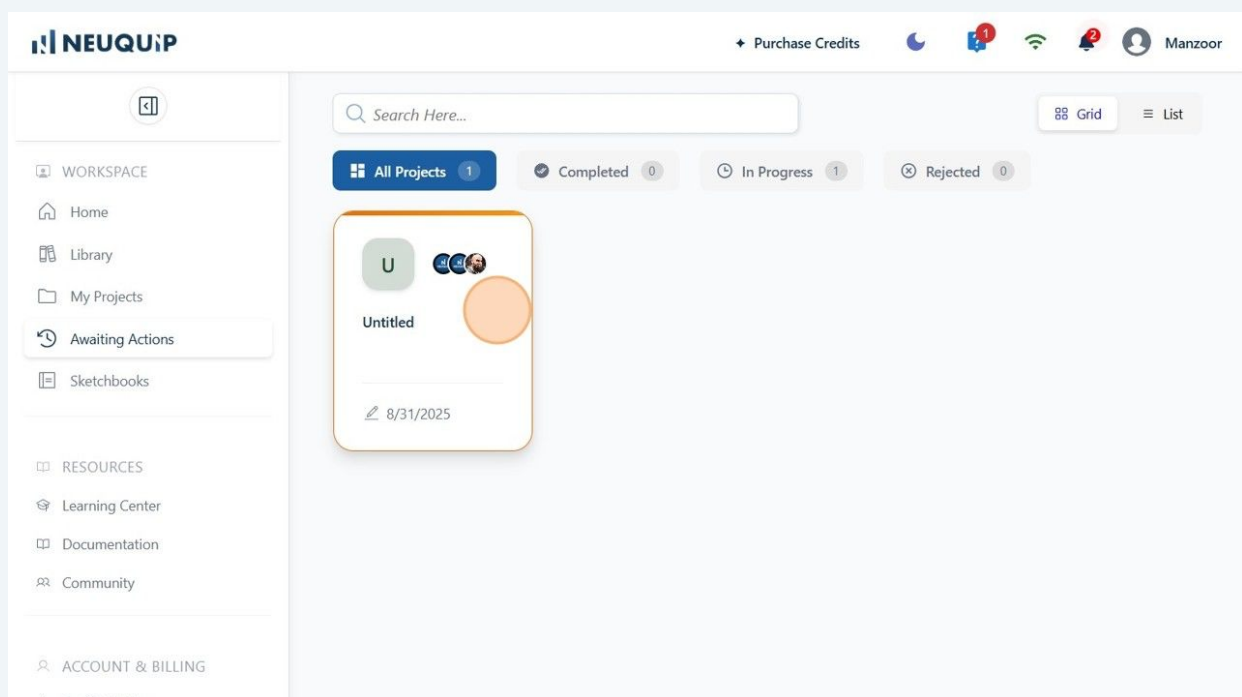 NEUQUIP
Purchase Credits
1
2
Manzoor
Search Here...
Grid
List
All Projects 1
Completed 0
In Progress 1
Rejected 0
WORKSPACE
Home
Library
My Projects
Awaiting Actions
Sketchbooks
RESOURCES
Learning Center
Documentation
Community
ACCOUNT & BILLING
U
Untitled
8/31/2025